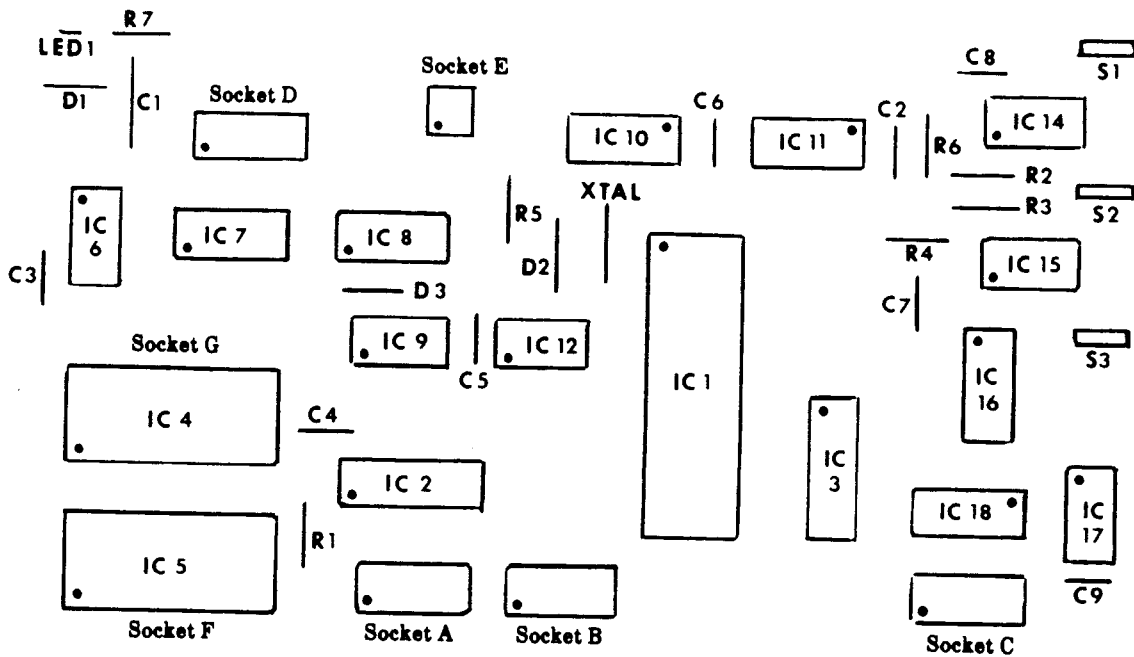 R7
LED1
D1
C1
Socket D
Socket E
C6
C2
C8
S1
IC 10
IC 11
IC 14
R6
R2
R3
S2
XTAL
IC 6
IC 7
IC 8
R5
D2
C3
D3
R4
IC 15
C7
Socket G
IC 9
C5
IC 12
IC 1
S3
IC 16
IC 4
C4
IC 3
IC 2
IC 18
IC 17
R1
IC 5
C9
Socket F
Socket A
Socket B
Socket C